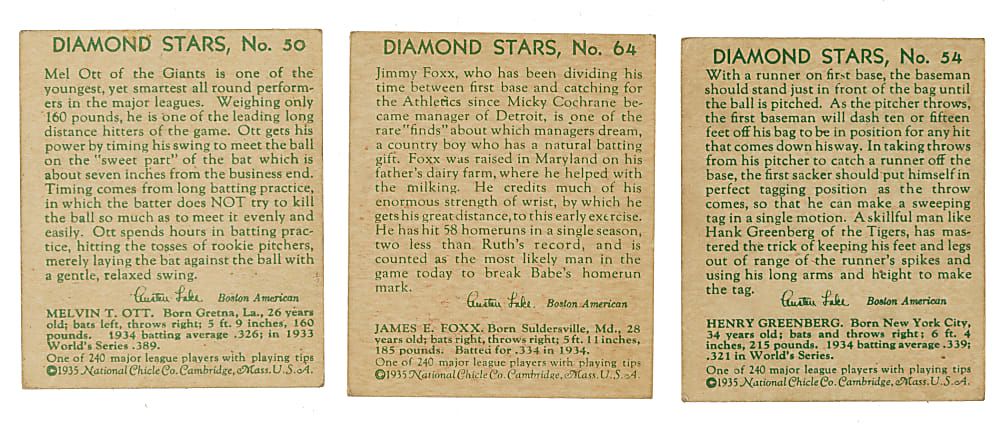 DIAMOND STARS, No. 50
Mel Ott of the Giants is one of the
youngest, yet smartest all round perform-
ers in the major leagues. Weighing only
160 pounds, he is one of the leading long
distance hitters of the game. Ott gets his
power by timing his swing to meet the ball
on the "sweet part" of the bat which is
about seven inches from the business end.
Timing comes from long batting practice,
in which the batter does NOT try to kill
the ball so much as to meet it evenly and
easily. Ott spends hours in batting prac-
tice, hitting the tosses of rookie pitchers,
merely laying the bat against the ball with
a gentle, relaxed swing.
Austen Lake Boston American
MELVIN T. OTT. Born Gretna, La., 26 years
old; bats left, throws right; 5 ft. 9 inches, 160
pounds. 1934 batting average .326; in 1933
World's Series .389.
One of 240 major league players with playing tips
©1935 National Chicle Co. Cambridge, Mass. U.S.A.
DIAMOND STARS, No. 64
Jimmy Foxx, who has been dividing his
time between first base and catching for
the Athletics since Micky Cochrane be-
came manager of Detroit, is one of the
rare "finds" about which managers dream,
a country boy who has a natural batting
gift. Foxx was raised in Maryland on his
father's dairy farm, where he helped with
the milking. He credits much of his
enormous strength of wrist, by which he
gets his great distance, to this early exercise.
He has hit 58 homeruns in a single season,
two less than Ruth's record, and is
counted as the most likely man in the
game today to break Babe's homerun
mark.
Austen Lake. Boston American
JAMES E. FOXX. Born Suldersville, Md., 28
years old; bats right, throws right; 5 ft. 11 inches,
185 pounds. Batted for .334 in 1934.
One of 240 major league players with playing tips
©1935 National Chicle Co. Cambridge, Mass. U.S.A.
DIAMOND STARS, No. 54
With a runner on first base, the baseman
should stand just in front of the bag until
the ball is pitched. As the pitcher throws,
the first baseman will dash ten or fifteen
feet off his bag to be in position for any hit
that comes down his way. In taking throws
from his pitcher to catch a runner off the
base, the first sacker should put himself in
perfect tagging position as the throw
comes, so that he can make a sweeping
tag in a single motion. A skillful man like
Hank Greenberg of the Tigers, has mas-
tered the trick of keeping his feet and legs
out of range of the runner's spikes and
using his long arms and height to make
the tag.
Austen Lake Boston American
HENRY GREENBERG. Born New York City,
34 years old; bats and throws right; 6 ft. 4
inches, 215 pounds. 1934 batting average .339;
.321 in World's Series.
One of 240 major league players with playing tips
©1935 National Chicle Co. Cambridge, Mass. U.S.A.